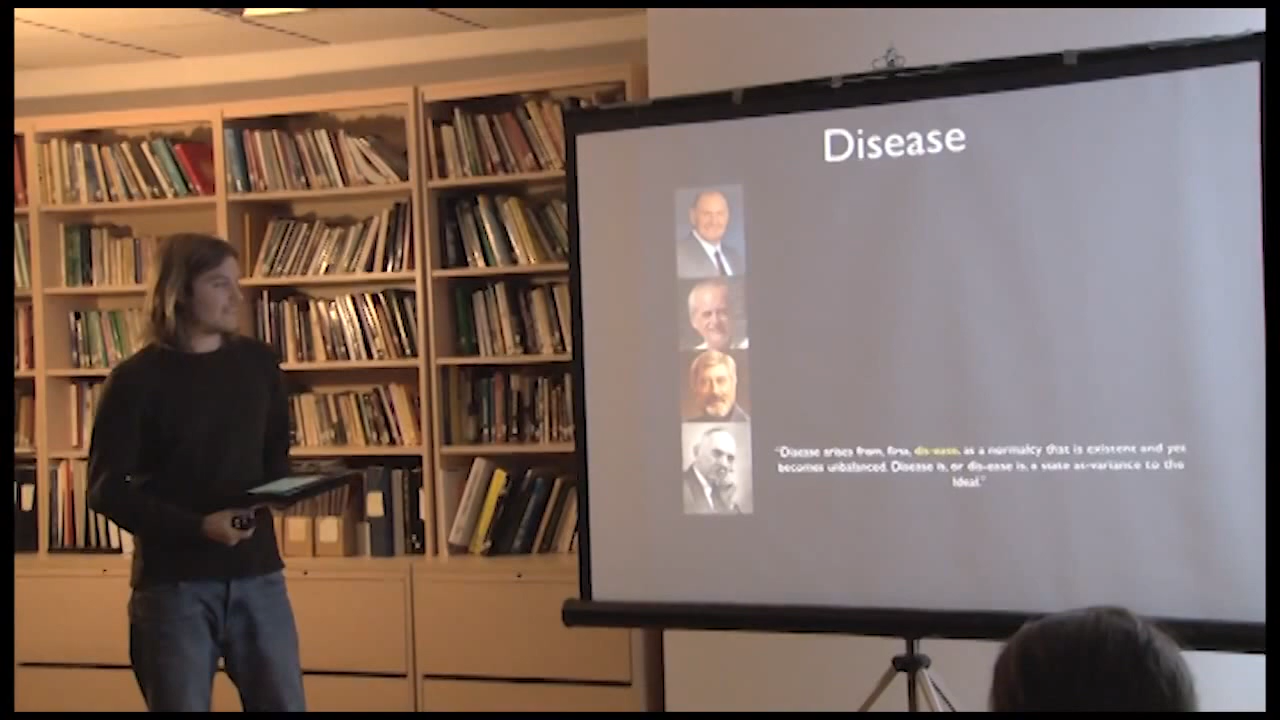 Disease
"Disease arises from, first, dis-ease, as a normalcy that is existent and yet
becomes unbalanced. Disease is, or dis-ease is, a state at-variance to the
Ideal."